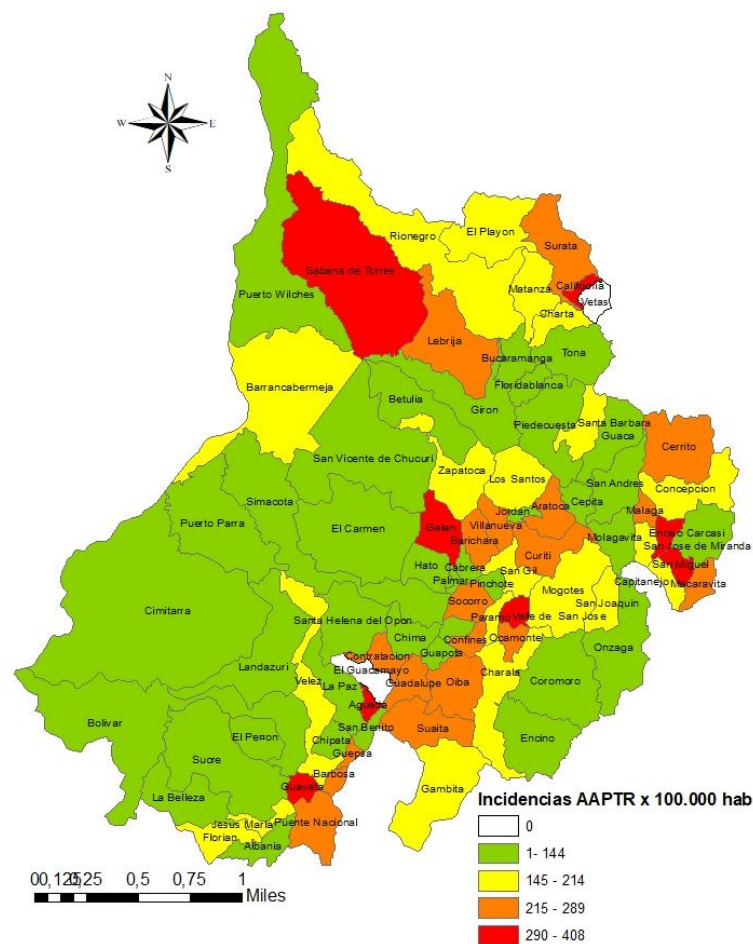 N
W E
S
Rionegro
El Playon
Surata
Sabana de Torres
California
Puerto Wilches
Matanza
Vetas
Charta
Lebrija
Bucaramanga
Tona
Barrancabermeja
Floridablanca
Betulia
Giron
Piedecuesta
Santa Barbara
Guaca
Cerrito
San Vicente de Chucuri
Zapatoca
Los Santos
San Andres
Concepcion
Simacota
Jordan
Aratoca
Cepita
Malaga
Puerto Parra
El Carmen
Galan
Villanueva
Barichara
Curiti
Molagavita
Enciso
Carcasi
San Jose de Miranda
Hato
Cabrera
San Gil
San Miguel
Palmar
Pinchote
Capitanejo
Macaravita
Cimitarra
Socorro
Mogotes
San Joaquin
Santa Helena del Opon
Paramo
Valle de San Jose
Chima
Confines
Ocamonte
Onzaga
Guapota
Contratacion
Landazuri
El Guacamayo
Charala
Velez
La Paz
Guadalupe
Oiba
Coromoro
Aguada
Bolivar
San Benito
Suaita
El Penon
Chipata
Encino
Sucre
Guepsa
Barbosa
Guavata
Gambita
La Belleza
Jesus Maria
Puente Nacional
Florian
Albania
Incidencias AAPTR x 100.000 hab
0
1- 144
145 - 214
215 - 289
290 - 408
0,5 0,75 1
Miles